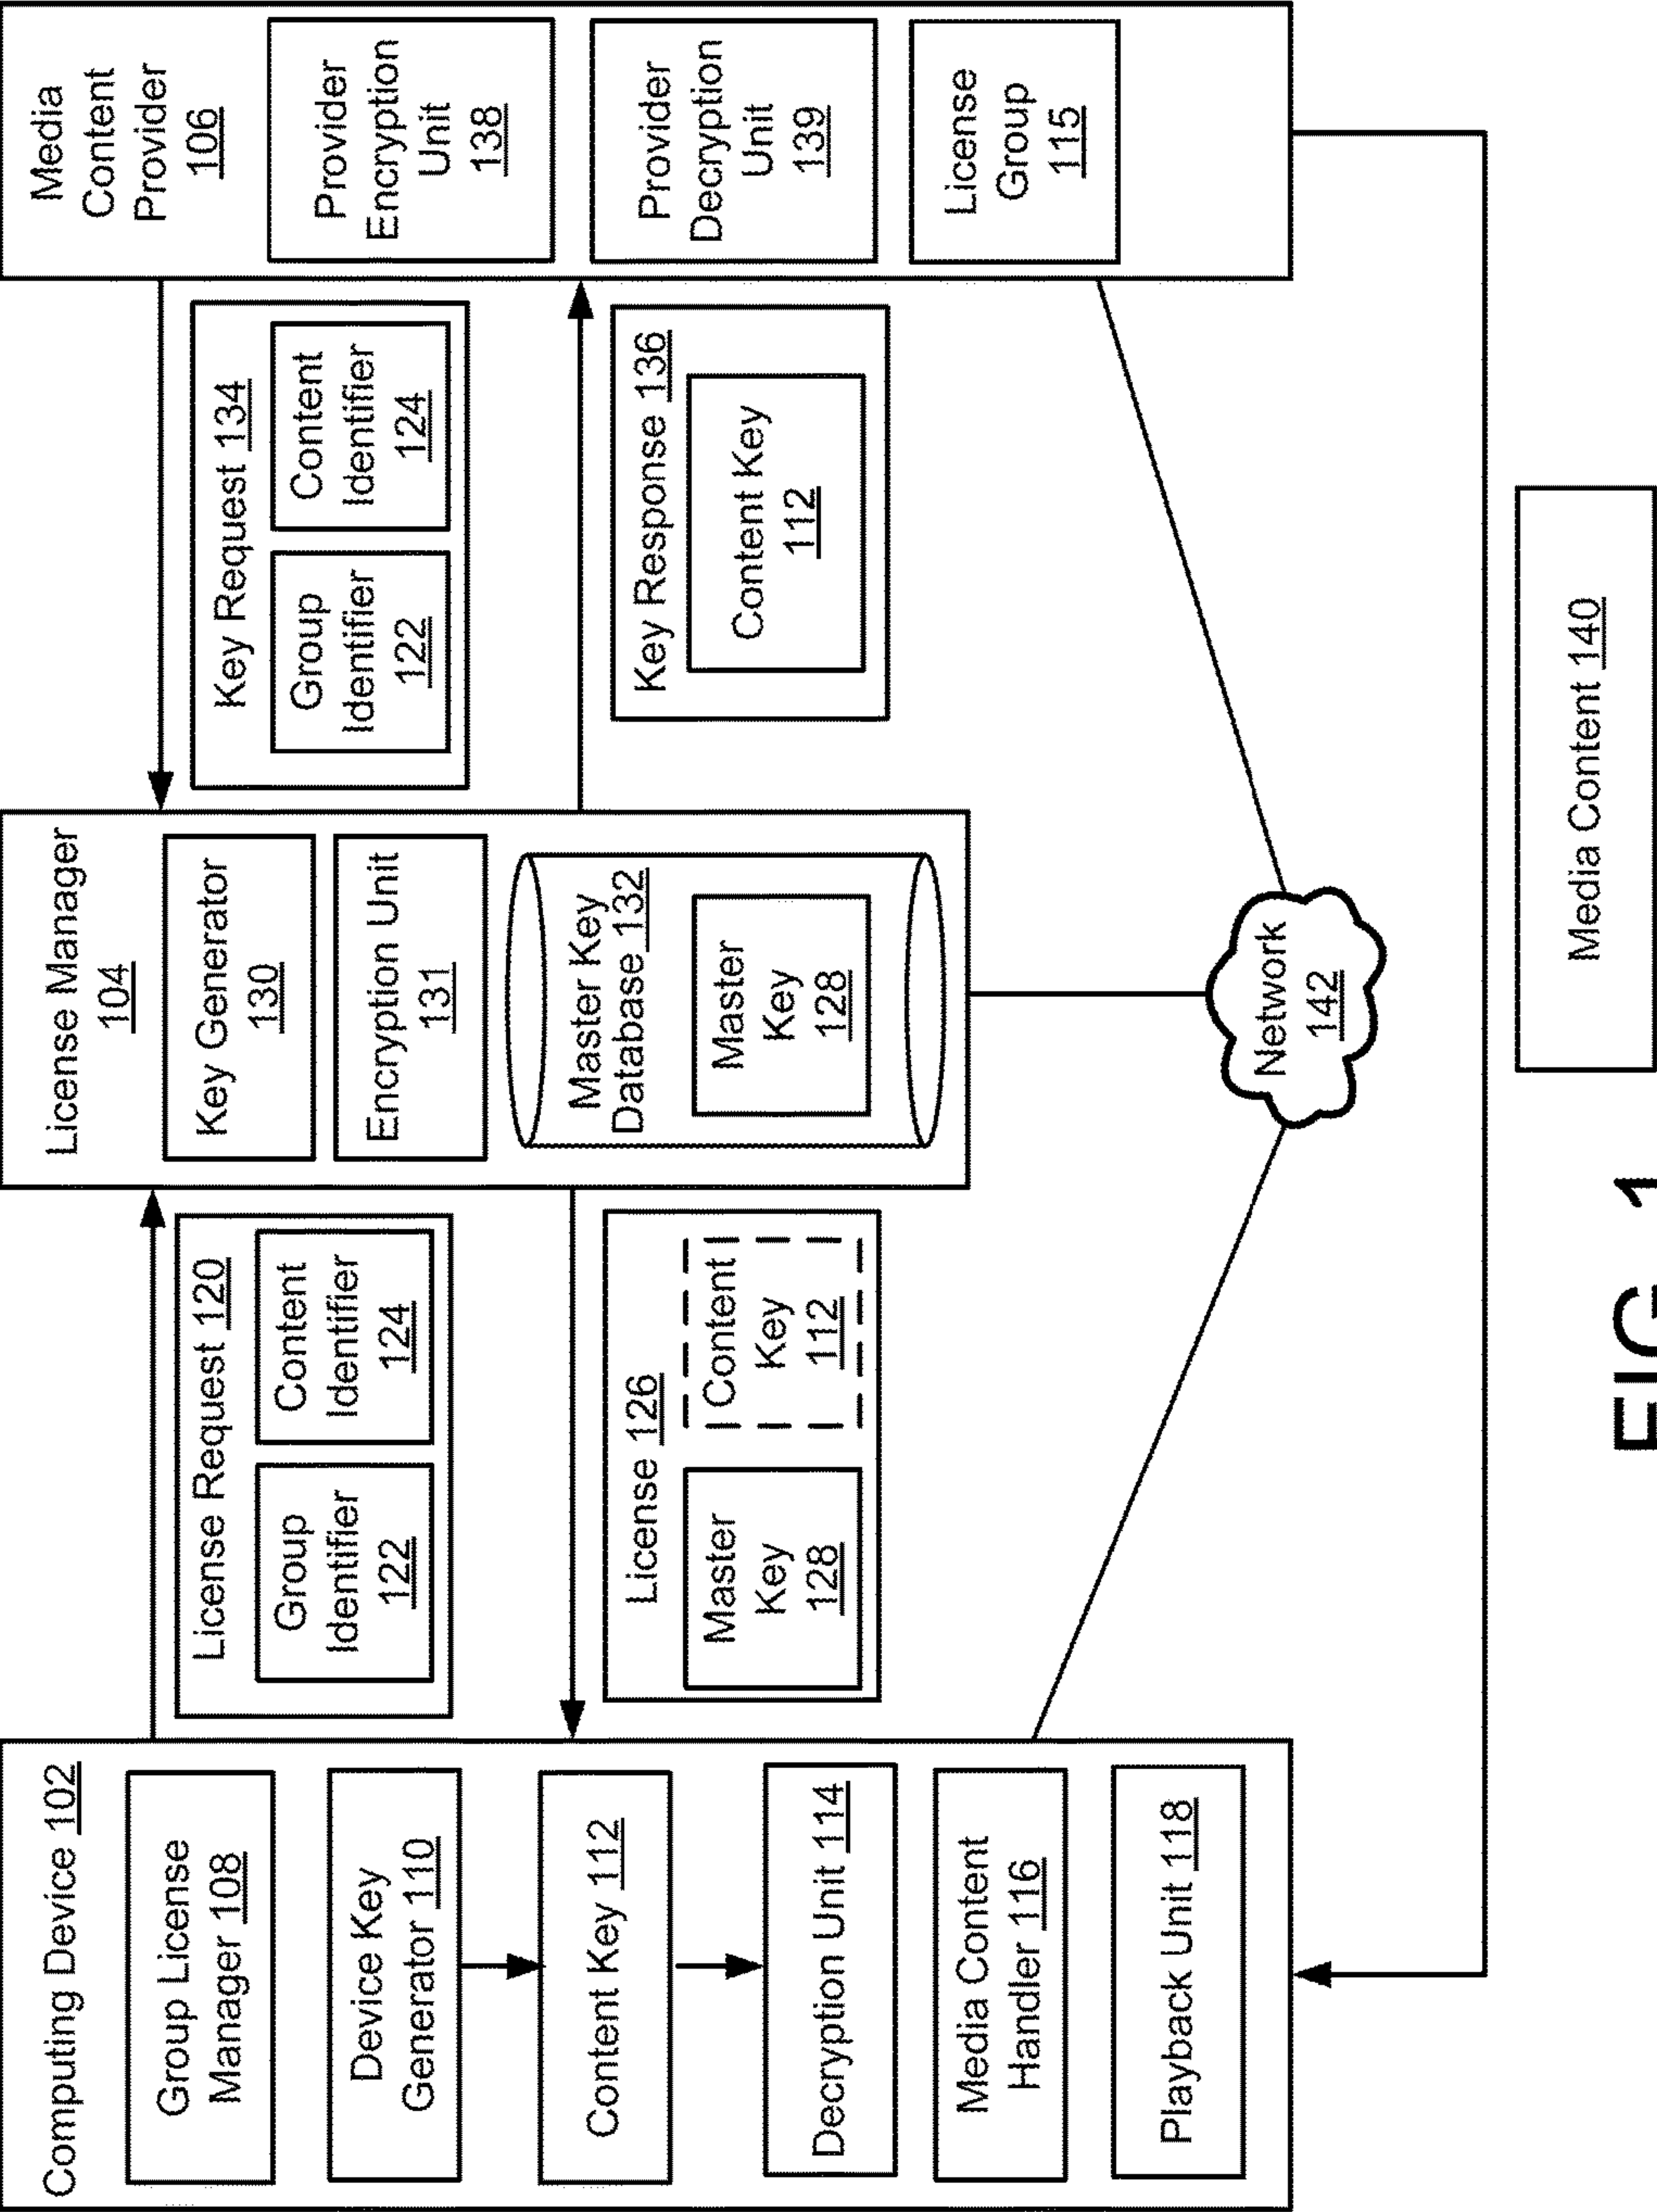 Computing Device 102
Group License
Manager 108
Device Key
Generator 110
Content Key 112
Decryption Unit 114
Media Content
Handler 116
Playback Unit 118
License Request 120
Group
Identifier
122
Content
Identifier
124
License 126
Master
Key
128
Content
Key
112
License Manager
104
Key Generator
130
Encryption Unit
131
Master Key
Database 132
Master
Key
128
Key Request 134
Group
Identifier
122
Content
Identifier
124
Key Response 136
Content Key
112
Media
Content
Provider
106
Provider
Encryption
Unit
138
Provider
Decryption
Unit
139
License
Group
115
Network
142
Media Content 140
FIG. 1